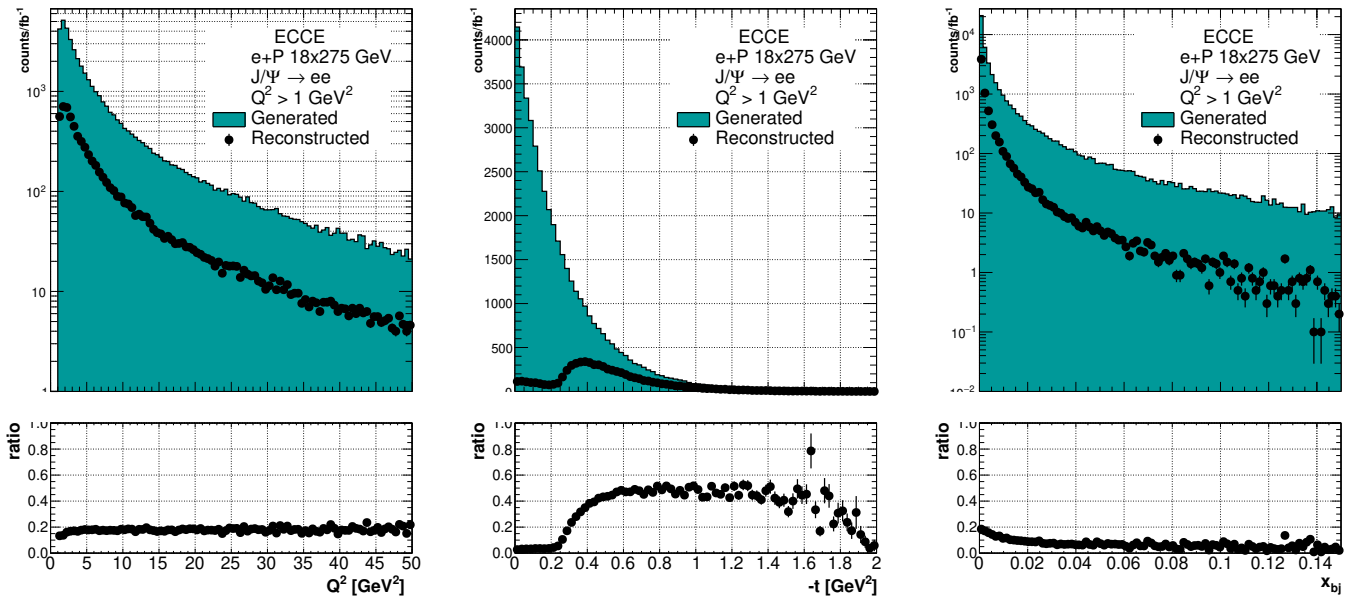 counts/fb⁻¹
10³
10²
10
1
ECCE
e+P 18x275 GeV
J/Ψ → ee
Q² > 1 GeV²
Generated
Reconstructed
ratio
1.0
0.8
0.6
0.4
0.2
0.0
0 5 10 15 20 25 30 35 40 45 50
Q² [GeV²]
counts/fb⁻¹
4000
3500
3000
2500
2000
1500
1000
500
0
ECCE
e+P 18x275 GeV
J/Ψ → ee
Q² > 1 GeV²
Generated
Reconstructed
ratio
1.0
0.8
0.6
0.4
0.2
0.0
0 0.2 0.4 0.6 0.8 1 1.2 1.4 1.6 1.8 2
-t [GeV²]
counts/fb⁻¹
10⁴
10³
10²
10
1
10⁻¹
10⁻²
ECCE
e+P 18x275 GeV
J/Ψ → ee
Q² > 1 GeV²
Generated
Reconstructed
ratio
1.0
0.8
0.6
0.4
0.2
0.0
0 0.02 0.04 0.06 0.08 0.10 0.12 0.14
x_bj